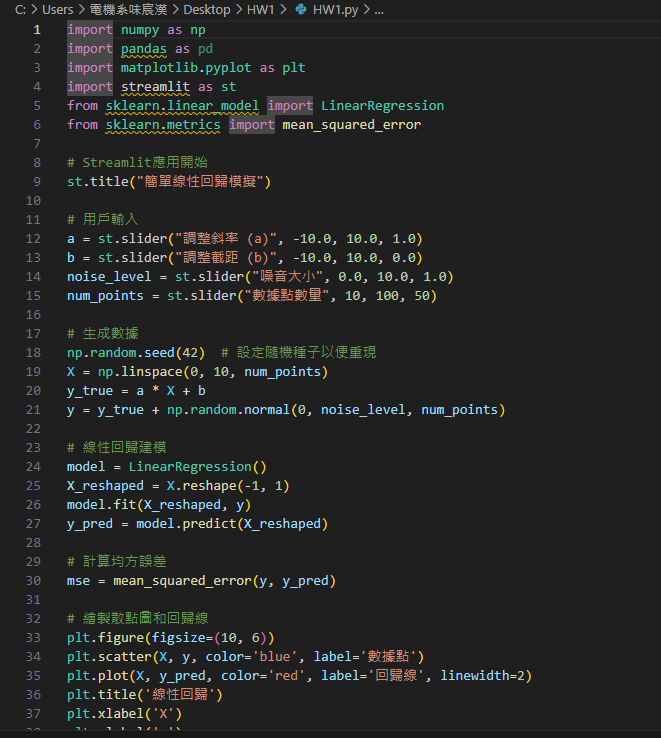 C: > Users > 電機系味宸漢 > Desktop > HW1 > HW1.py > ...
1 import numpy as np
2 import pandas as pd
3 import matplotlib.pyplot as plt
4 import streamlit as st
5 from sklearn.linear_model import LinearRegression
6 from sklearn.metrics import mean_squared_error
7
8 # Streamlit應用開始
9 st.title("簡單線性回歸模擬")
10
11 # 用戶輸入
12 a = st.slider("調整斜率 (a)", -10.0, 10.0, 1.0)
13 b = st.slider("調整截距 (b)", -10.0, 10.0, 0.0)
14 noise_level = st.slider("噪音大小", 0.0, 10.0, 1.0)
15 num_points = st.slider("數據點數量", 10, 100, 50)
16
17 # 生成數據
18 np.random.seed(42)  # 設定隨機種子以便重現
19 X = np.linspace(0, 10, num_points)
20 y_true = a * X + b
21 y = y_true + np.random.normal(0, noise_level, num_points)
22
23 # 線性回歸建模
24 model = LinearRegression()
25 X_reshaped = X.reshape(-1, 1)
26 model.fit(X_reshaped, y)
27 y_pred = model.predict(X_reshaped)
28
29 # 計算均方誤差
30 mse = mean_squared_error(y, y_pred)
31
32 # 繪製散點圖和回歸線
33 plt.figure(figsize=(10, 6))
34 plt.scatter(X, y, color='blue', label='數據點')
35 plt.plot(X, y_pred, color='red', label='回歸線', linewidth=2)
36 plt.title('線性回歸')
37 plt.xlabel('X')